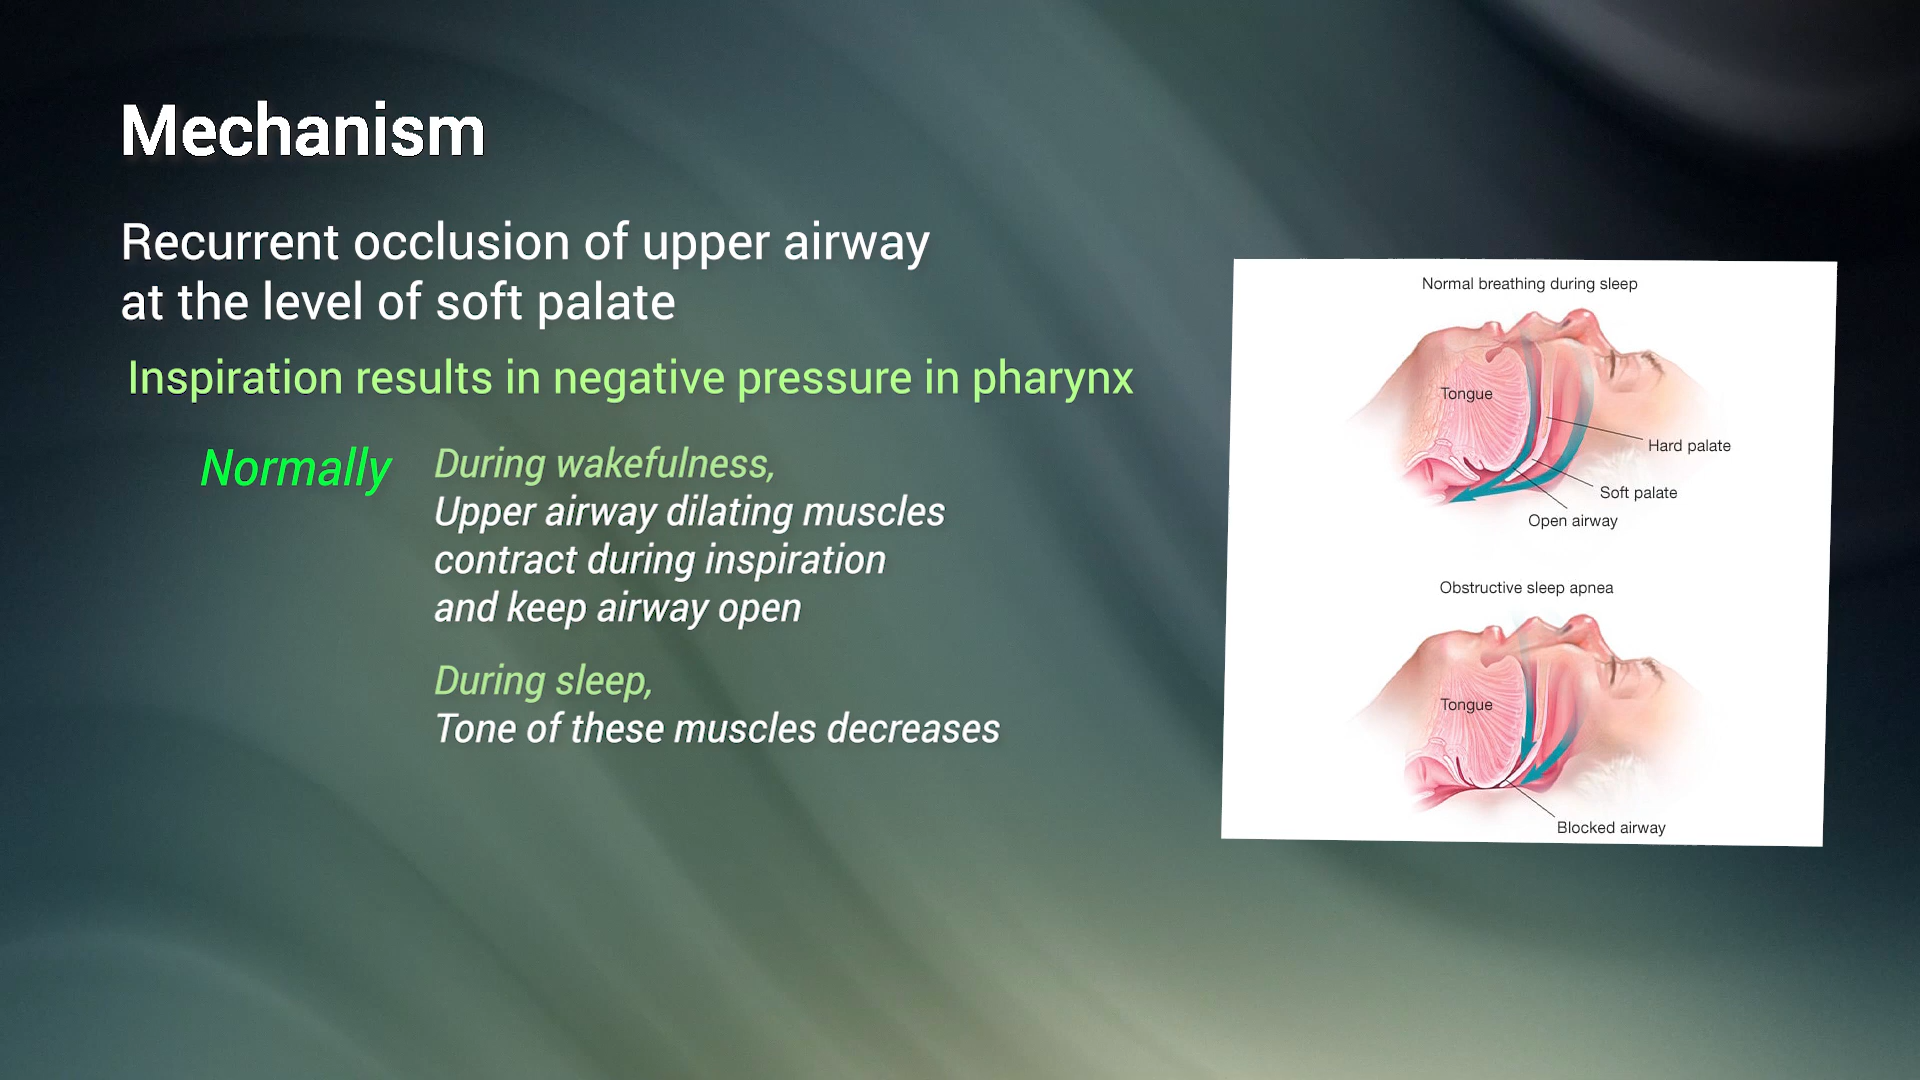 Mechanism
Recurrent occlusion of upper airway
at the level of soft palate
Inspiration results in negative pressure in pharynx
Normally
During wakefulness,
Upper airway dilating muscles
contract during inspiration
and keep airway open
During sleep,
Tone of these muscles decreases
Normal breathing during sleep
Tongue
Hard palate
Soft palate
Open airway
Obstructive sleep apnea
Tongue
Blocked airway